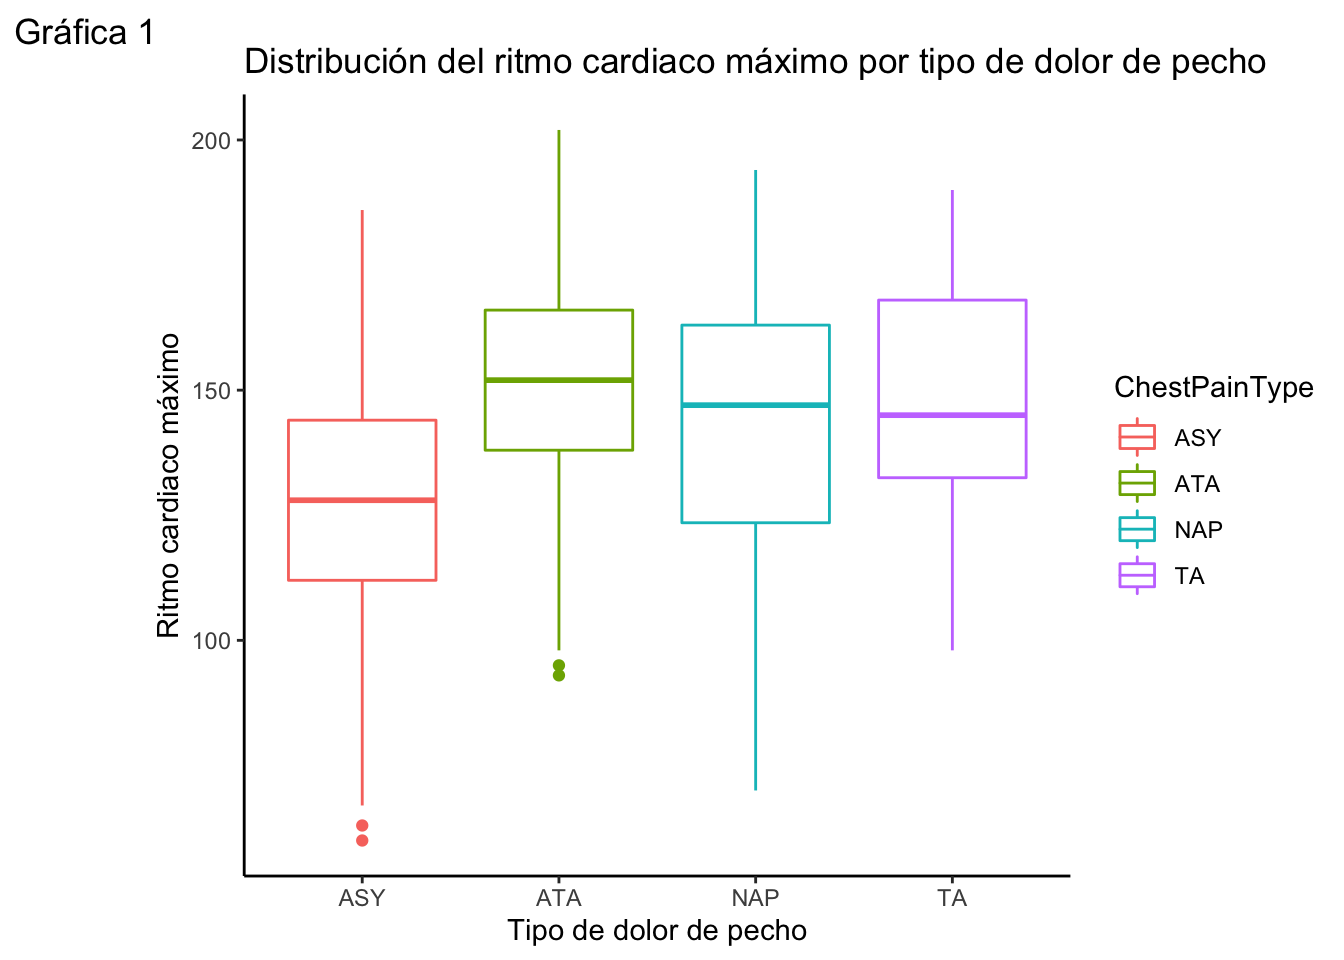 Gráfica 1
Distribución del ritmo cardiaco máximo por tipo de dolor de pecho
Ritmo cardiaco máximo
200
150
100
ASY
ATA
NAP
TA
Tipo de dolor de pecho
ChestPainType
ASY
ATA
NAP
TA